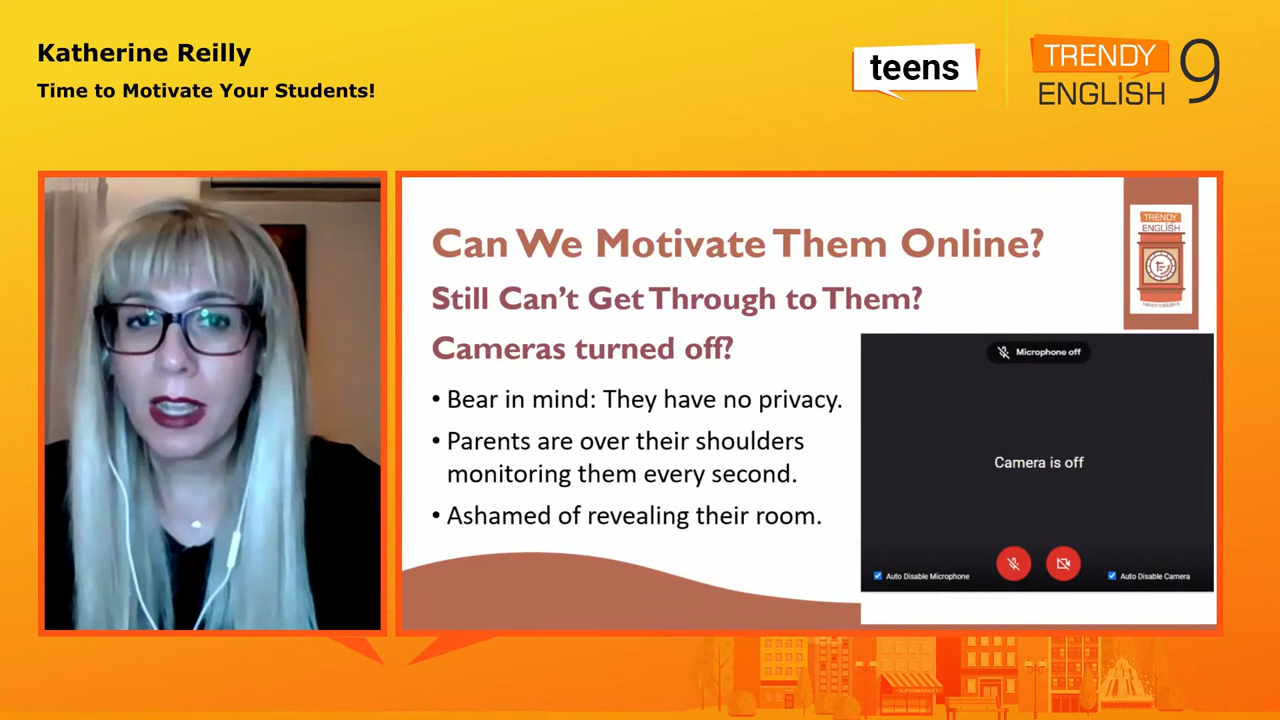 Katherine Reilly
Time to Motivate Your Students!
teens
TRENDY
ENGLISH
9
Can We Motivate Them Online?
Still Can't Get Through to Them?
Cameras turned off?
• Bear in mind: They have no privacy.
• Parents are over their shoulders
monitoring them every second.
• Ashamed of revealing their room.
TRENDY
ENGLISH
Microphone off
Camera is off
Auto Disable Microphone
Auto Disable Camera
SUPERMARKET